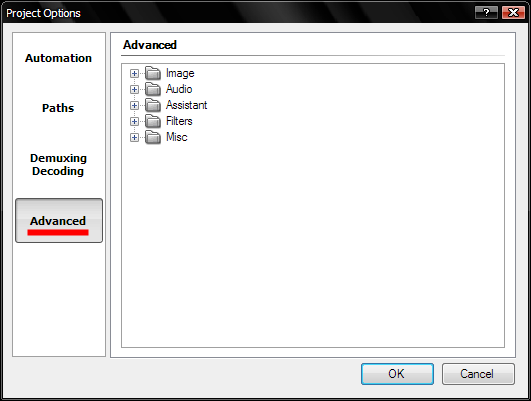 Project Options
Automation
Paths
Demuxing
Decoding
Advanced
Advanced
Image
Audio
Assistant
Filters
Misc
OK
Cancel